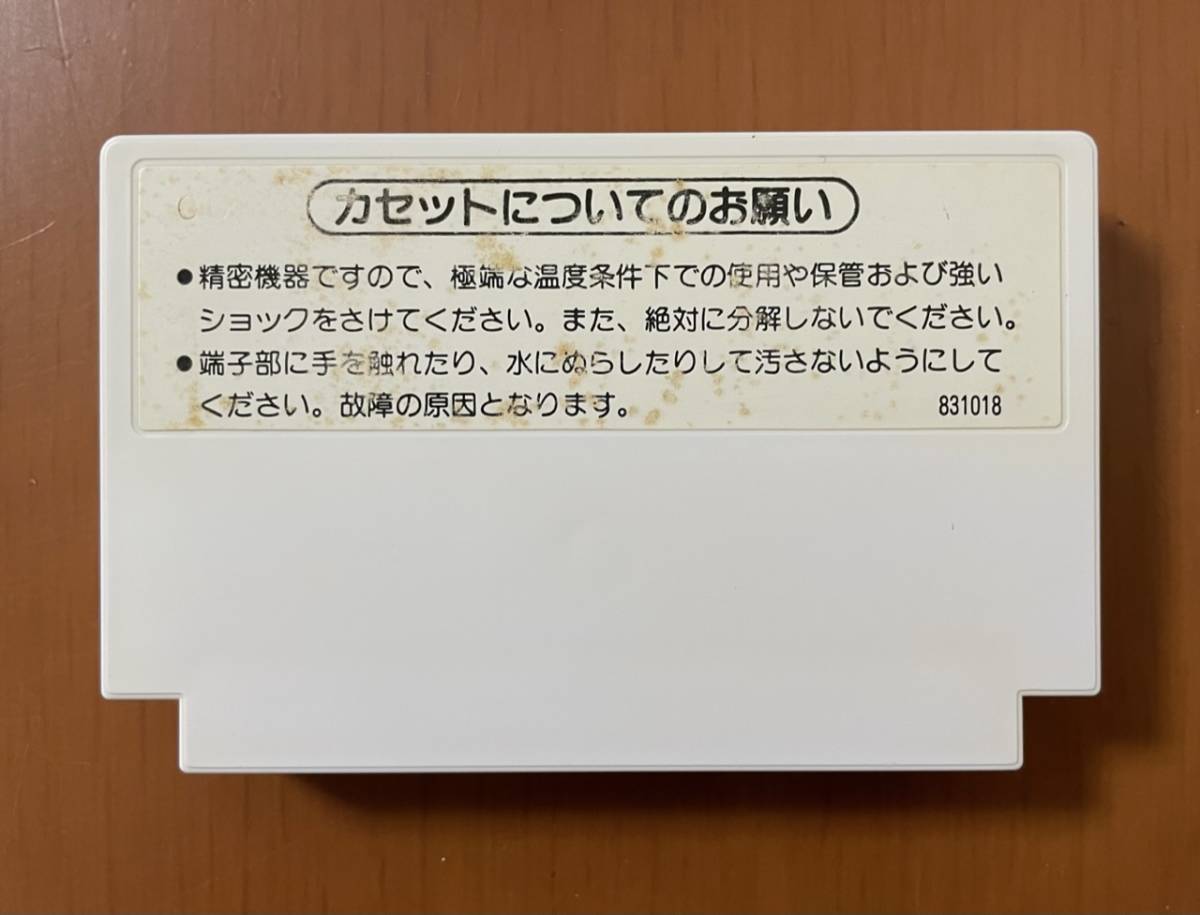 カセットについてのお願い
●精密機器ですので、極端な温度条件下での使用や保管および強い
ショックをさけてください。また、絶対に分解しないでください。
●端子部に手を触れたり、水にぬらしたりして汚さないようにして
ください。故障の原因となります。 831018